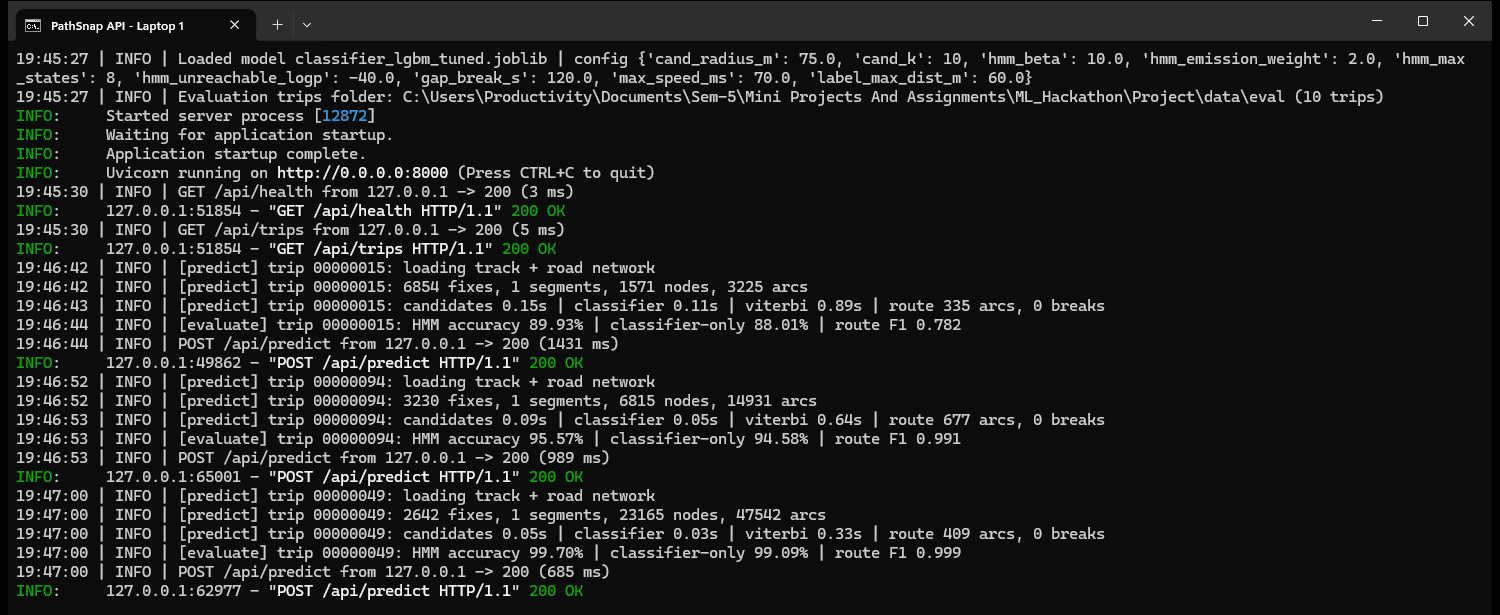 PathSnap API - Laptop 1
19:45:27 | INFO | Loaded model classifier_lgbm_tuned.joblib | config {'cand_radius_m': 75.0, 'cand_k': 10, 'hmm_beta': 10.0, 'hmm_emission_weight': 2.0, 'hmm_max
_states': 8, 'hmm_unreachable_logp': -40.0, 'gap_break_s': 120.0, 'max_speed_ms': 70.0, 'label_max_dist_m': 60.0}
19:45:27 | INFO | Evaluation trips folder: C:\Users\Productivity\Documents\Sem-5\Mini Projects And Assignments\ML_Hackathon\Project\data\eval (10 trips)
INFO:     Started server process [12872]
INFO:     Waiting for application startup.
INFO:     Application startup complete.
INFO:     Uvicorn running on http://0.0.0.0:8000 (Press CTRL+C to quit)
19:45:30 | INFO | GET /api/health from 127.0.0.1 -> 200 (3 ms)
INFO:     127.0.0.1:51854 - "GET /api/health HTTP/1.1" 200 OK
19:45:30 | INFO | GET /api/trips from 127.0.0.1 -> 200 (5 ms)
INFO:     127.0.0.1:51854 - "GET /api/trips HTTP/1.1" 200 OK
19:46:42 | INFO | [predict] trip 00000015: loading track + road network
19:46:42 | INFO | [predict] trip 00000015: 6854 fixes, 1 segments, 1571 nodes, 3225 arcs
19:46:43 | INFO | [predict] trip 00000015: candidates 0.15s | classifier 0.11s | viterbi 0.89s | route 335 arcs, 0 breaks
19:46:44 | INFO | [evaluate] trip 00000015: HMM accuracy 89.93% | classifier-only 88.01% | route F1 0.782
19:46:44 | INFO | POST /api/predict from 127.0.0.1 -> 200 (1431 ms)
INFO:     127.0.0.1:49862 - "POST /api/predict HTTP/1.1" 200 OK
19:46:52 | INFO | [predict] trip 00000094: loading track + road network
19:46:52 | INFO | [predict] trip 00000094: 3230 fixes, 1 segments, 6815 nodes, 14931 arcs
19:46:53 | INFO | [predict] trip 00000094: candidates 0.09s | classifier 0.05s | viterbi 0.64s | route 677 arcs, 0 breaks
19:46:53 | INFO | [evaluate] trip 00000094: HMM accuracy 95.57% | classifier-only 94.58% | route F1 0.991
19:46:53 | INFO | POST /api/predict from 127.0.0.1 -> 200 (989 ms)
INFO:     127.0.0.1:65001 - "POST /api/predict HTTP/1.1" 200 OK
19:47:00 | INFO | [predict] trip 00000049: loading track + road network
19:47:00 | INFO | [predict] trip 00000049: 2642 fixes, 1 segments, 23165 nodes, 47542 arcs
19:47:00 | INFO | [predict] trip 00000049: candidates 0.05s | classifier 0.03s | viterbi 0.33s | route 409 arcs, 0 breaks
19:47:00 | INFO | [evaluate] trip 00000049: HMM accuracy 99.70% | classifier-only 99.09% | route F1 0.999
19:47:00 | INFO | POST /api/predict from 127.0.0.1 -> 200 (685 ms)
INFO:     127.0.0.1:62977 - "POST /api/predict HTTP/1.1" 200 OK